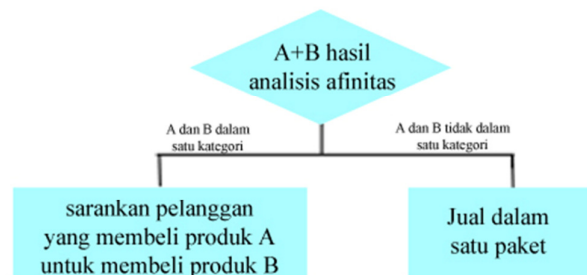 A+B hasil
analisis afinitas
A dan B dalam
satu kategori
A dan B tidak dalam
satu kategori
sarankan pelanggan
yang membeli produk A
untuk membeli produk B
Jual dalam
satu paket